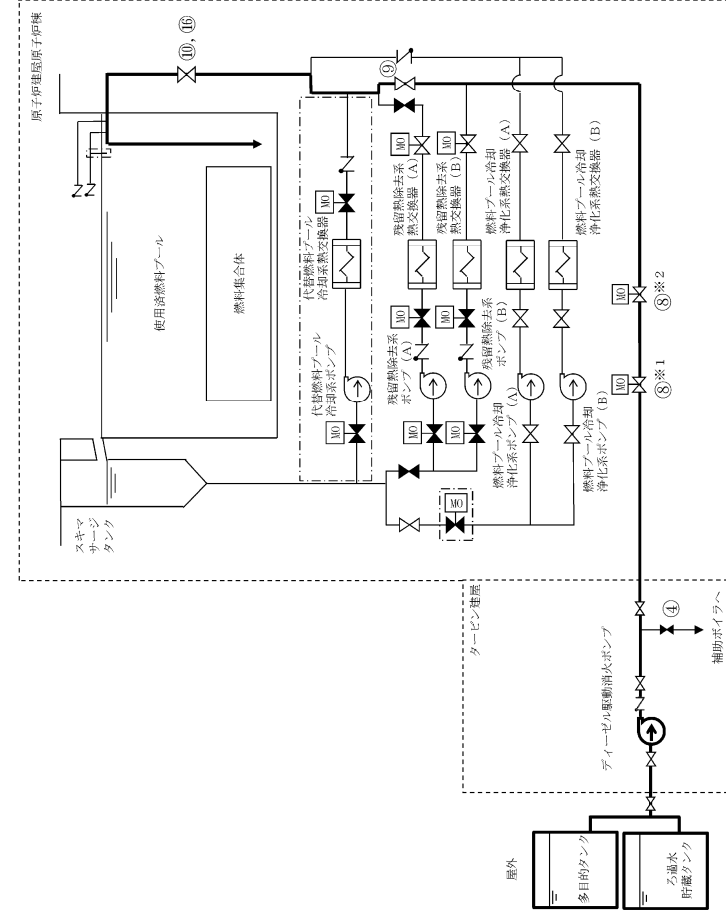 原子炉建屋原子炉棟
⑩, ⑯
使用済燃料プール
燃料集合体
スキマ
サージ
タンク
⑨
代替燃料プール
冷却系熱交換器
MO
代替燃料プール
冷却系ポンプ
MO
残留熱除去系
熱交換器(A)
MO
MO
残留熱除去系
ポンプ(A)
MO
残留熱除去系
熱交換器(B)
MO
MO
残留熱除去系
ポンプ(B)
MO
燃料プール冷却
浄化系熱交換器(A)
燃料プール冷却
浄化系ポンプ(A)
燃料プール冷却
浄化系熱交換器(B)
燃料プール冷却
浄化系ポンプ(B)
MO
MO
⑧※2
MO
⑧※1
タービン建屋
ディーゼル駆動消火ポンプ
④
補助ボイラへ
屋外
多目的タンク
ろ過水
貯蔵タンク